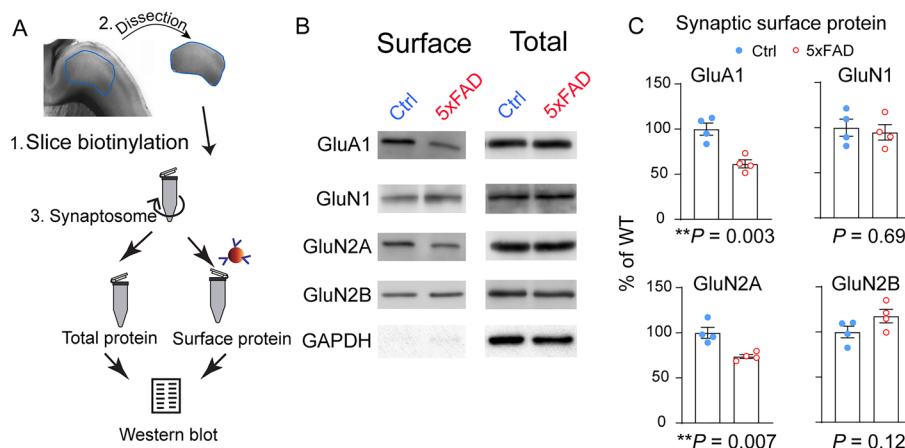 A
2. Dissection
1. Slice biotinylation
3. Synaptosome
Total protein
Surface protein
Western blot
B
Surface Total
Ctrl 5xFAD Ctrl 5xFAD
GluA1
GluN1
GluN2A
GluN2B
GAPDH
C
Synaptic surface protein
Ctrl 5xFAD
% of WT
GluA1
150
100
50
0
**P = 0.003
GluN1
P = 0.69
GluN2A
150
100
50
0
**P = 0.007
GluN2B
P = 0.12